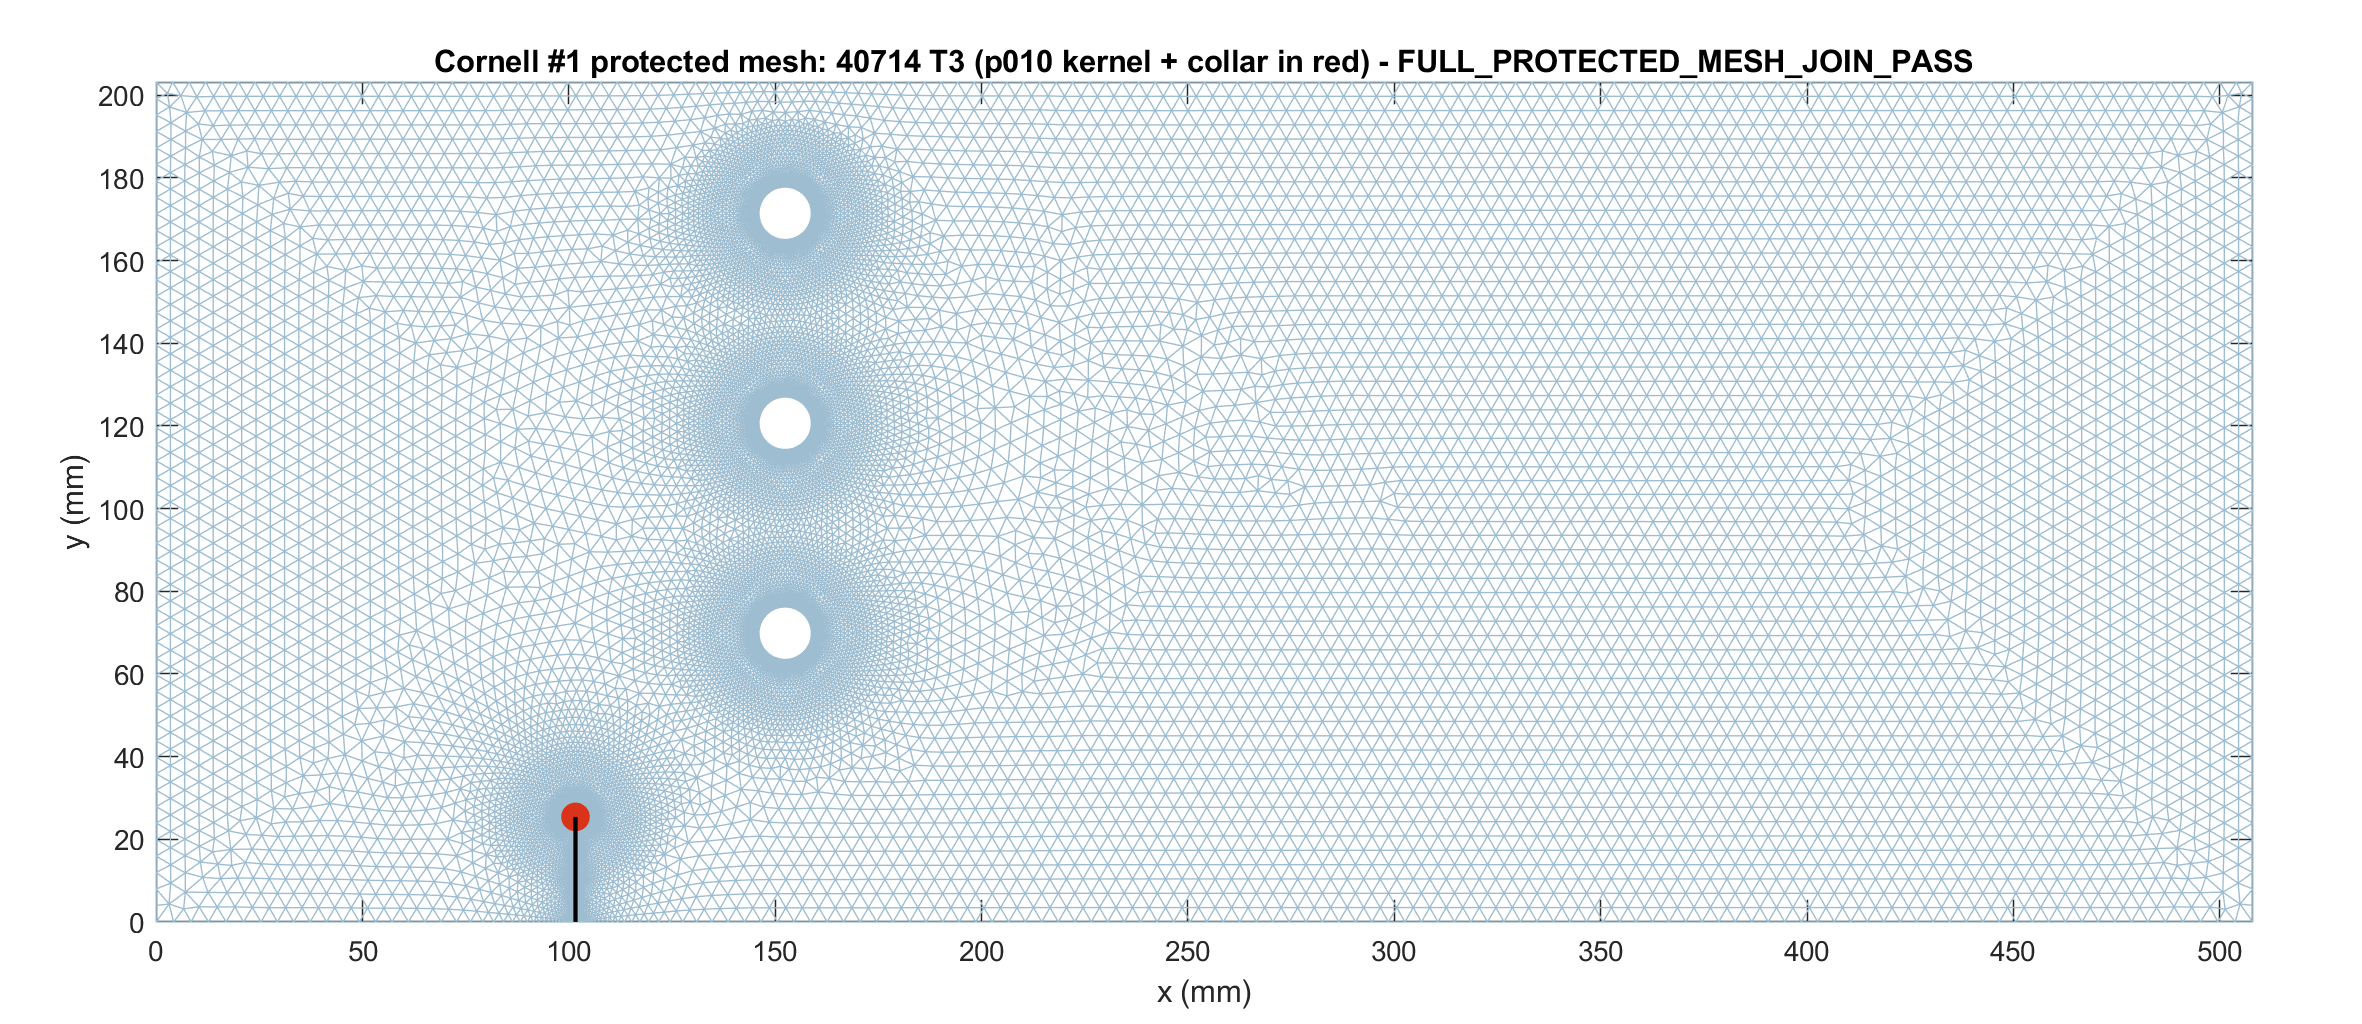 Cornell #1 protected mesh: 40714 T3 (p010 kernel + collar in red) - FULL_PROTECTED_MESH_JOIN_PASS
200
180
160
140
120
100
80
60
40
20
0
y (mm)
0 50 100 150 200 250 300 350 400 450 500
x (mm)